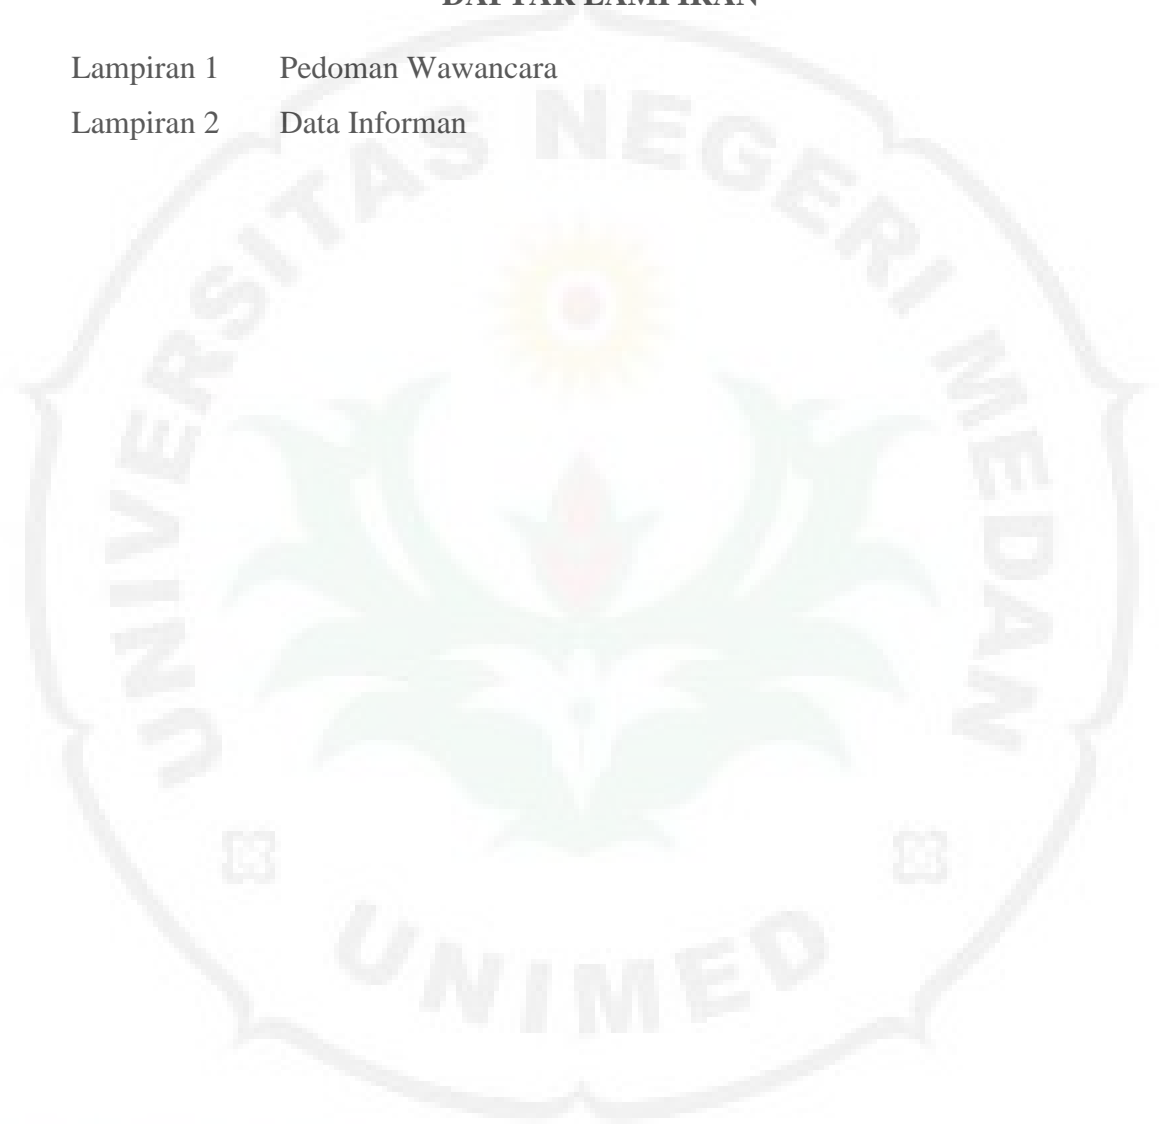 DAFTAR LAMPIRAN
Lampiran 1 Pedoman Wawancara
Lampiran 2 Data Informan
UNIVERSITAS NEGERI MEDAN
UNIMED